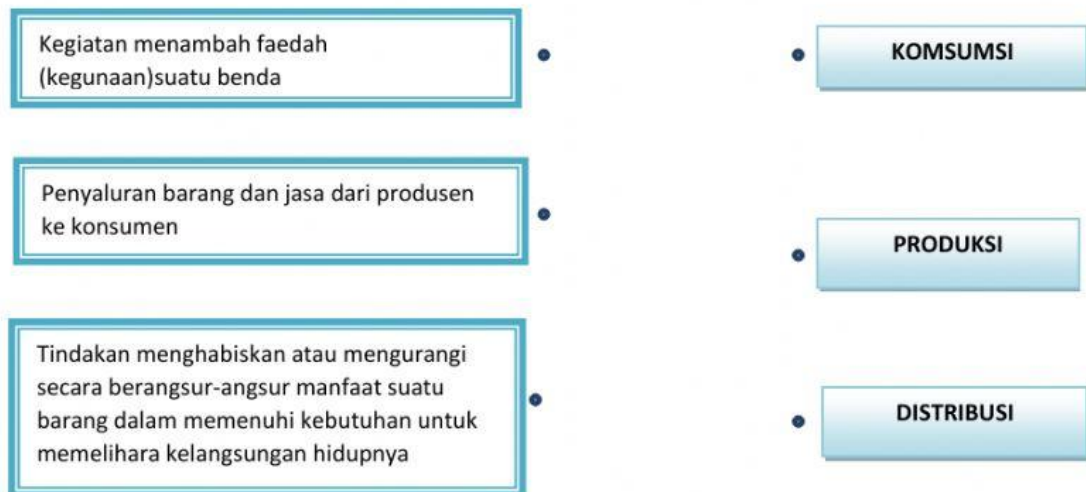 Kegiatan menambah faedah
(kegunaan)suatu benda
KOMSUMSI
Penyaluran barang dan jasa dari produsen
ke konsumen
PRODUKSI
Tindakan menghabiskan atau mengurangi
secara berangsur-angsur manfaat suatu
barang dalam memenuhi kebutuhan untuk
memelihara kelangsungan hidupnya
DISTRIBUSI